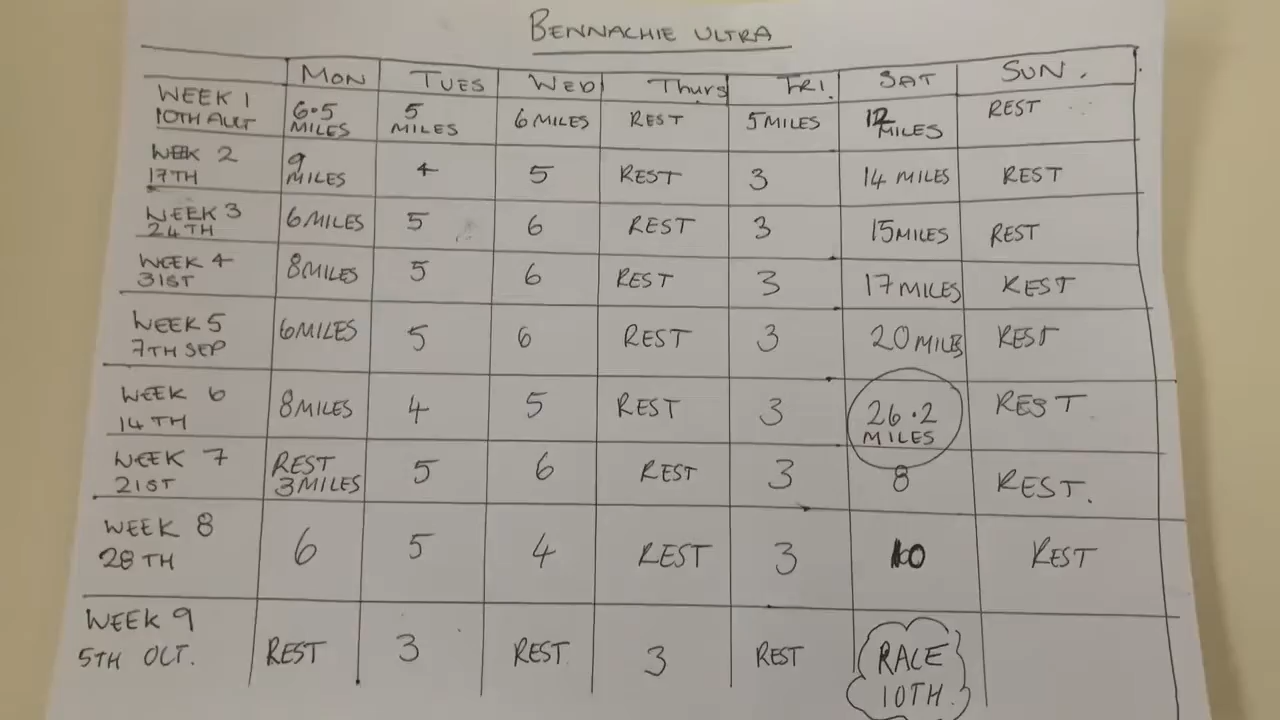 BENNACHIE ULTRA
MON TUES WED Thurs FRI. SAT SUN.
WEEK 1 6.5 5 6 MILES REST 5 MILES 12 REST
10TH AUGT MILES MILES MILES
WEEK 2 9 4 5 REST 3 14 MILES REST
17TH MILES
WEEK 3 6 MILES 5 6 REST 3 15 MILES REST
24TH
WEEK 4 8 MILES 5 6 REST 3 17 MILES REST
31ST
WEEK 5 6 MILES 5 6 REST 3 20 MILES REST
7TH SEP
WEEK 6 8 MILES 4 5 REST 3 26.2 REST
14TH MILES
WEEK 7 REST 5 6 REST 3 8 REST.
21ST 3 MILES
WEEK 8 6 5 4 REST 3 10 REST
28TH
WEEK 9 REST 3 REST 3 REST RACE
5TH OCT. 10TH.